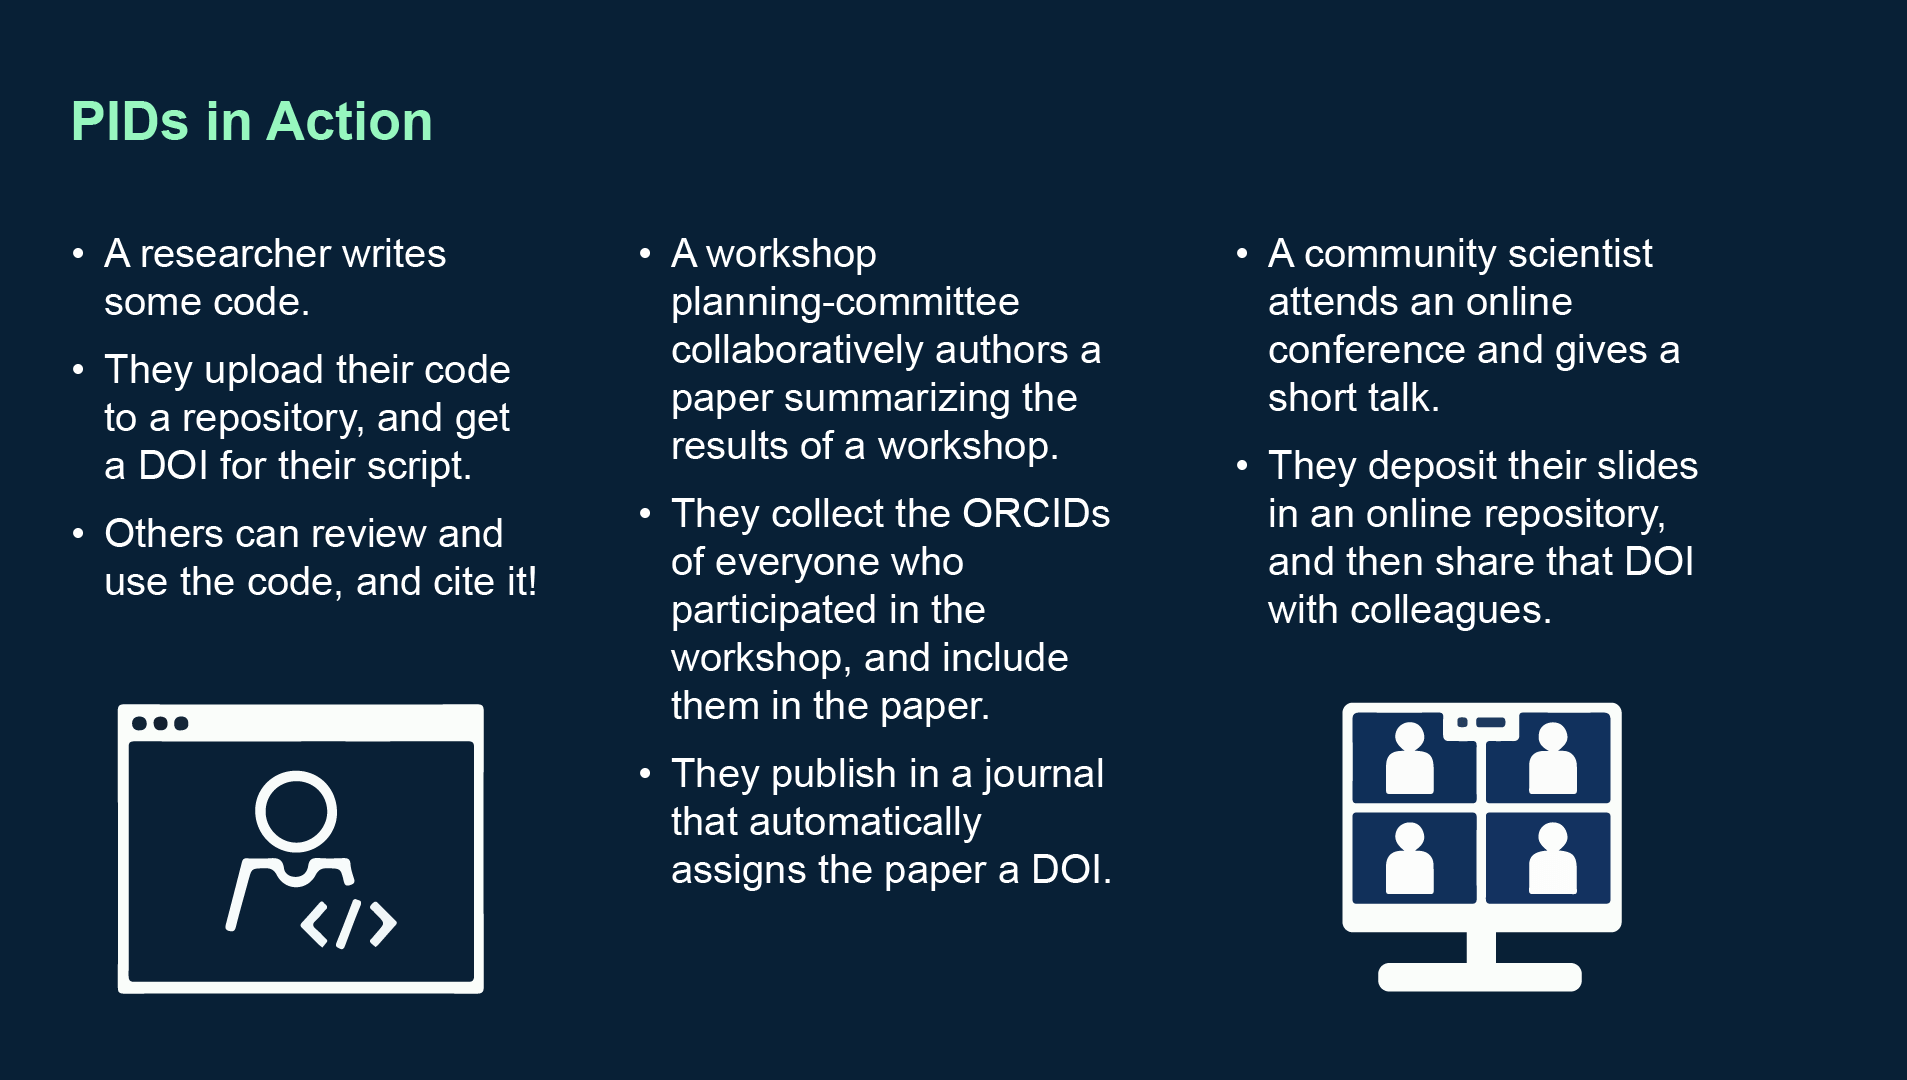 PIDs in Action
• A researcher writes
some code.
• They upload their code
to a repository, and get
a DOI for their script.
• Others can review and
use the code, and cite it!
• A workshop
planning-committee
collaboratively authors a
paper summarizing the
results of a workshop.
• They collect the ORCIDs
of everyone who
participated in the
workshop, and include
them in the paper.
• They publish in a journal
that automatically
assigns the paper a DOI.
• A community scientist
attends an online
conference and gives a
short talk.
• They deposit their slides
in an online repository,
and then share that DOI
with colleagues.